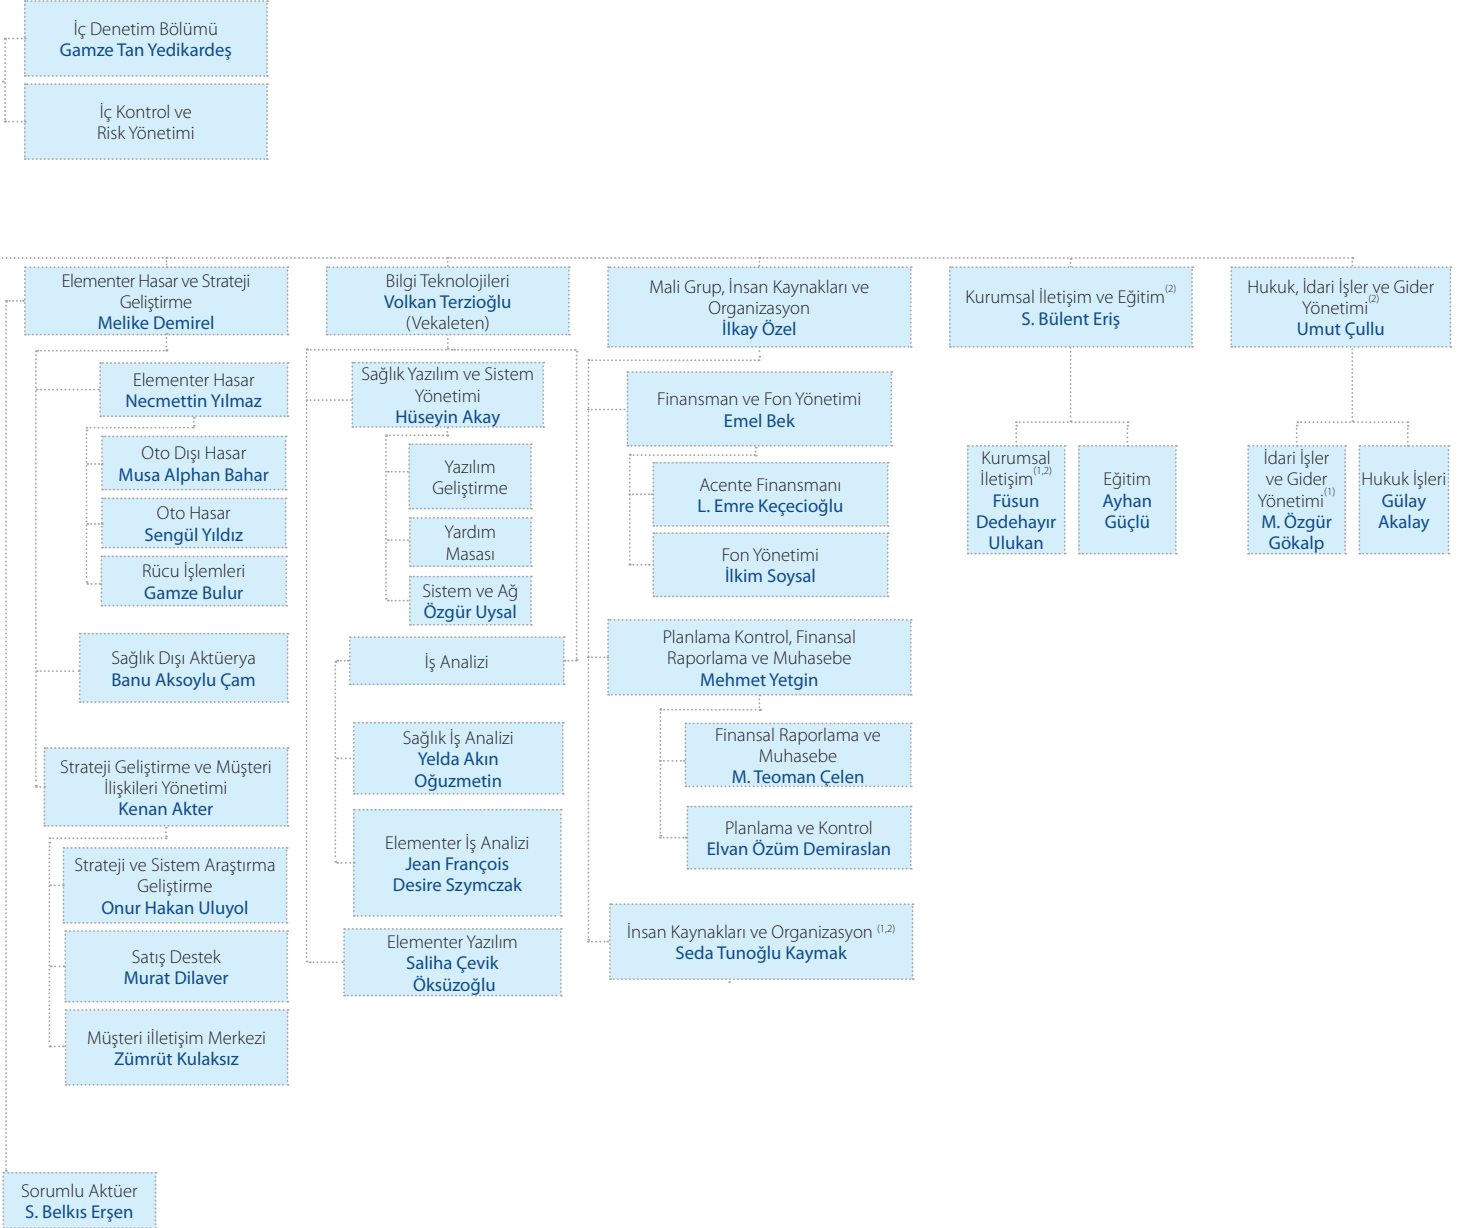 İç Denetim Bölümü
Gamze Tan Yedikardeş
İç Kontrol ve
Risk Yönetimi
Elementer Hasar ve Strateji
Geliştirme
Melike Demirel
Elementer Hasar
Necmettin Yılmaz
Oto Dışı Hasar
Musa Alphan Bahar
Oto Hasar
Sengül Yıldız
Rücu İşlemleri
Gamze Bulur
Sağlık Dışı Aktüerya
Banu Aksoylu Çam
Strateji Geliştirme ve Müşteri
İlişkileri Yönetimi
Kenan Akter
Strateji ve Sistem Araştırma
Geliştirme
Onur Hakan Uluyol
Satış Destek
Murat Dilaver
Müşteri iİletişim Merkezi
Zümrüt Kulaksız
Sorumlu Aktüer
S. Belkıs Erşen
Bilgi Teknolojileri
Volkan Terzioğlu
(Vekaleten)
Sağlık Yazılım ve Sistem
Yönetimi
Hüseyin Akay
Yazılım
Geliştirme
Yardım
Masası
Sistem ve Ağ
Özgür Uysal
İş Analizi
Sağlık İş Analizi
Yelda Akın
Oğuzmetin
Elementer İş Analizi
Jean François
Desire Szymczak
Elementer Yazılım
Saliha Çevik
Öksüzoğlu
Mali Grup, İnsan Kaynakları ve
Organizasyon
İlkay Özel
Finansman ve Fon Yönetimi
Emel Bek
Acente Finansmanı
L. Emre Keçecioğlu
Fon Yönetimi
İlkim Soysal
Planlama Kontrol, Finansal
Raporlama ve Muhasebe
Mehmet Yetgin
Finansal Raporlama ve
Muhasebe
M. Teoman Çelen
Planlama ve Kontrol
Elvan Özüm Demiraslan
İnsan Kaynakları ve Organizasyon (1,2)
Seda Tunoğlu Kaymak
Kurumsal İletişim ve Eğitim(2)
S. Bülent Eriş
Kurumsal
İletişim(1,2)
Füsun
Dedehayır
Ulukan
Eğitim
Ayhan
Güçlü
Hukuk, İdari İşler ve Gider
Yönetimi(2)
Umut Çullu
İdari İşler
ve Gider
Yönetimi(1)
M. Özgür
Gökalp
Hukuk İşleri
Gülay
Akalay